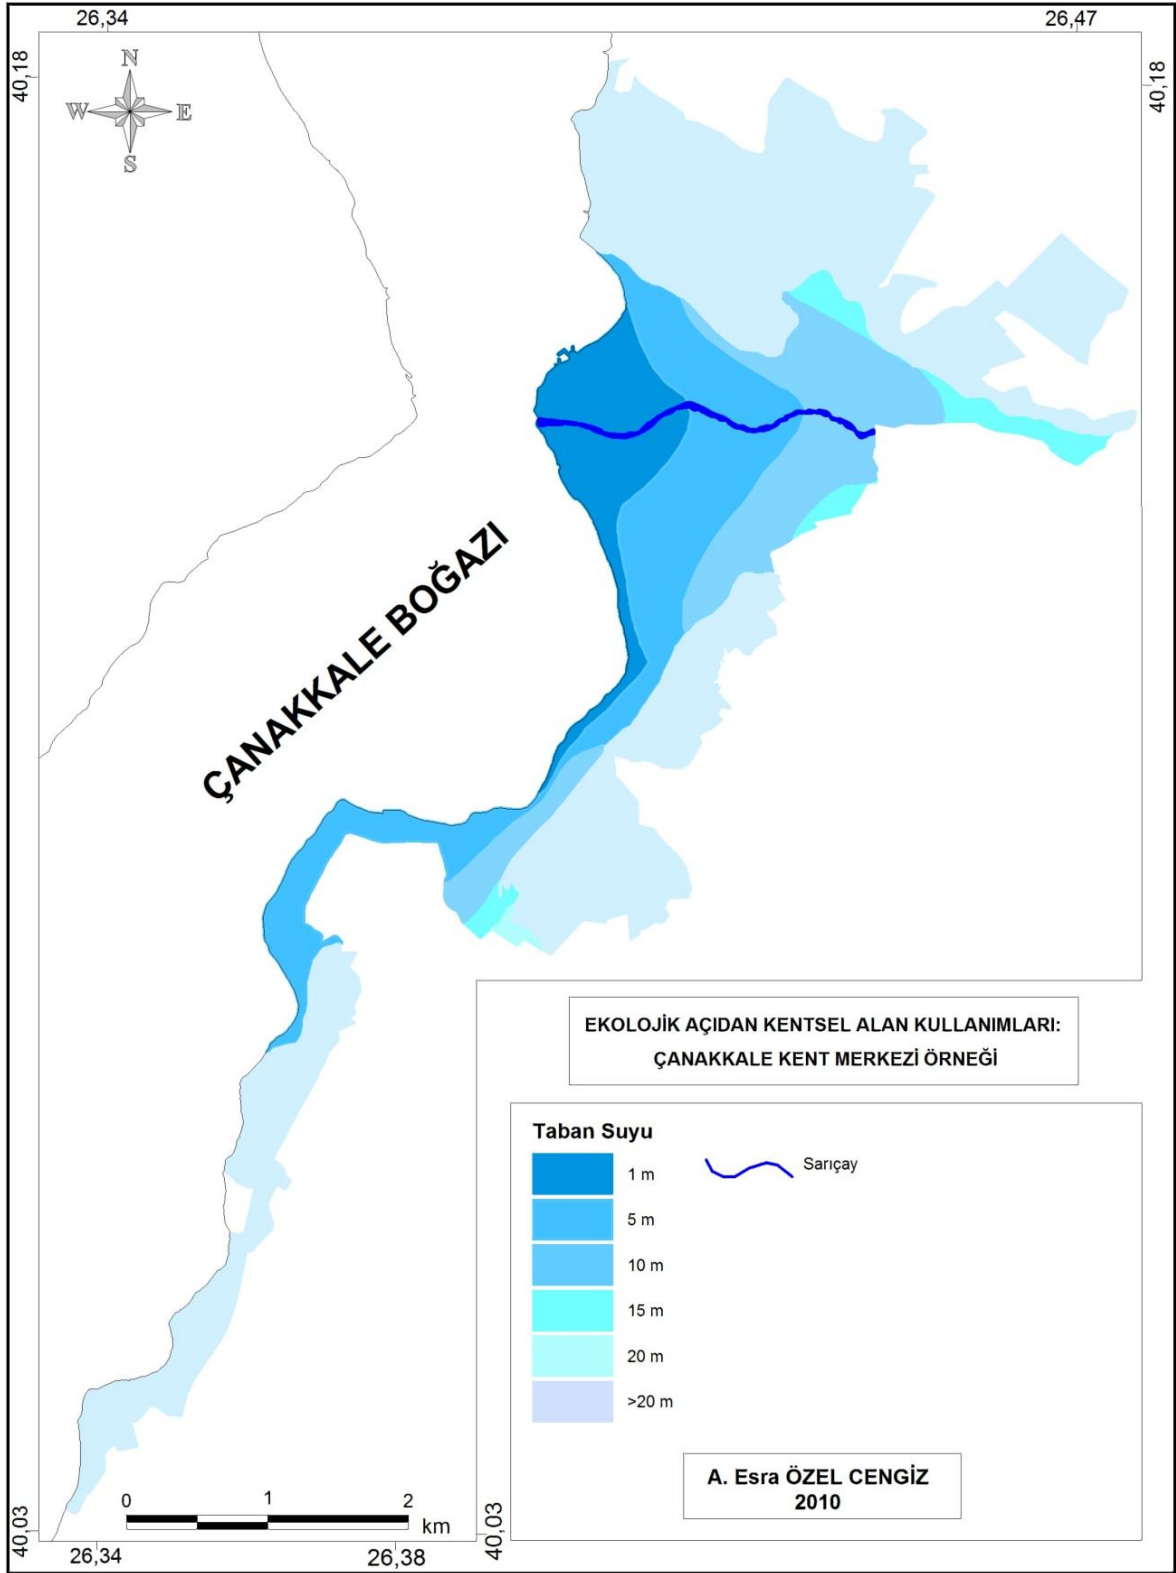 26,34
26,47
40,18
40,18
N
W
E
S
ÇANAKKALE BOĞAZI
EKOLOJİK AÇIDAN KENTSEL ALAN KULLANIMLARI:
ÇANAKKALE KENT MERKEZİ ÖRNEĞİ
Taban Suyu
1 m
5 m
10 m
15 m
20 m
>20 m
Sarıçay
A. Esra ÖZEL CENGİZ
2010
0
1
2
km
40,03
40,03
26,34
26,38